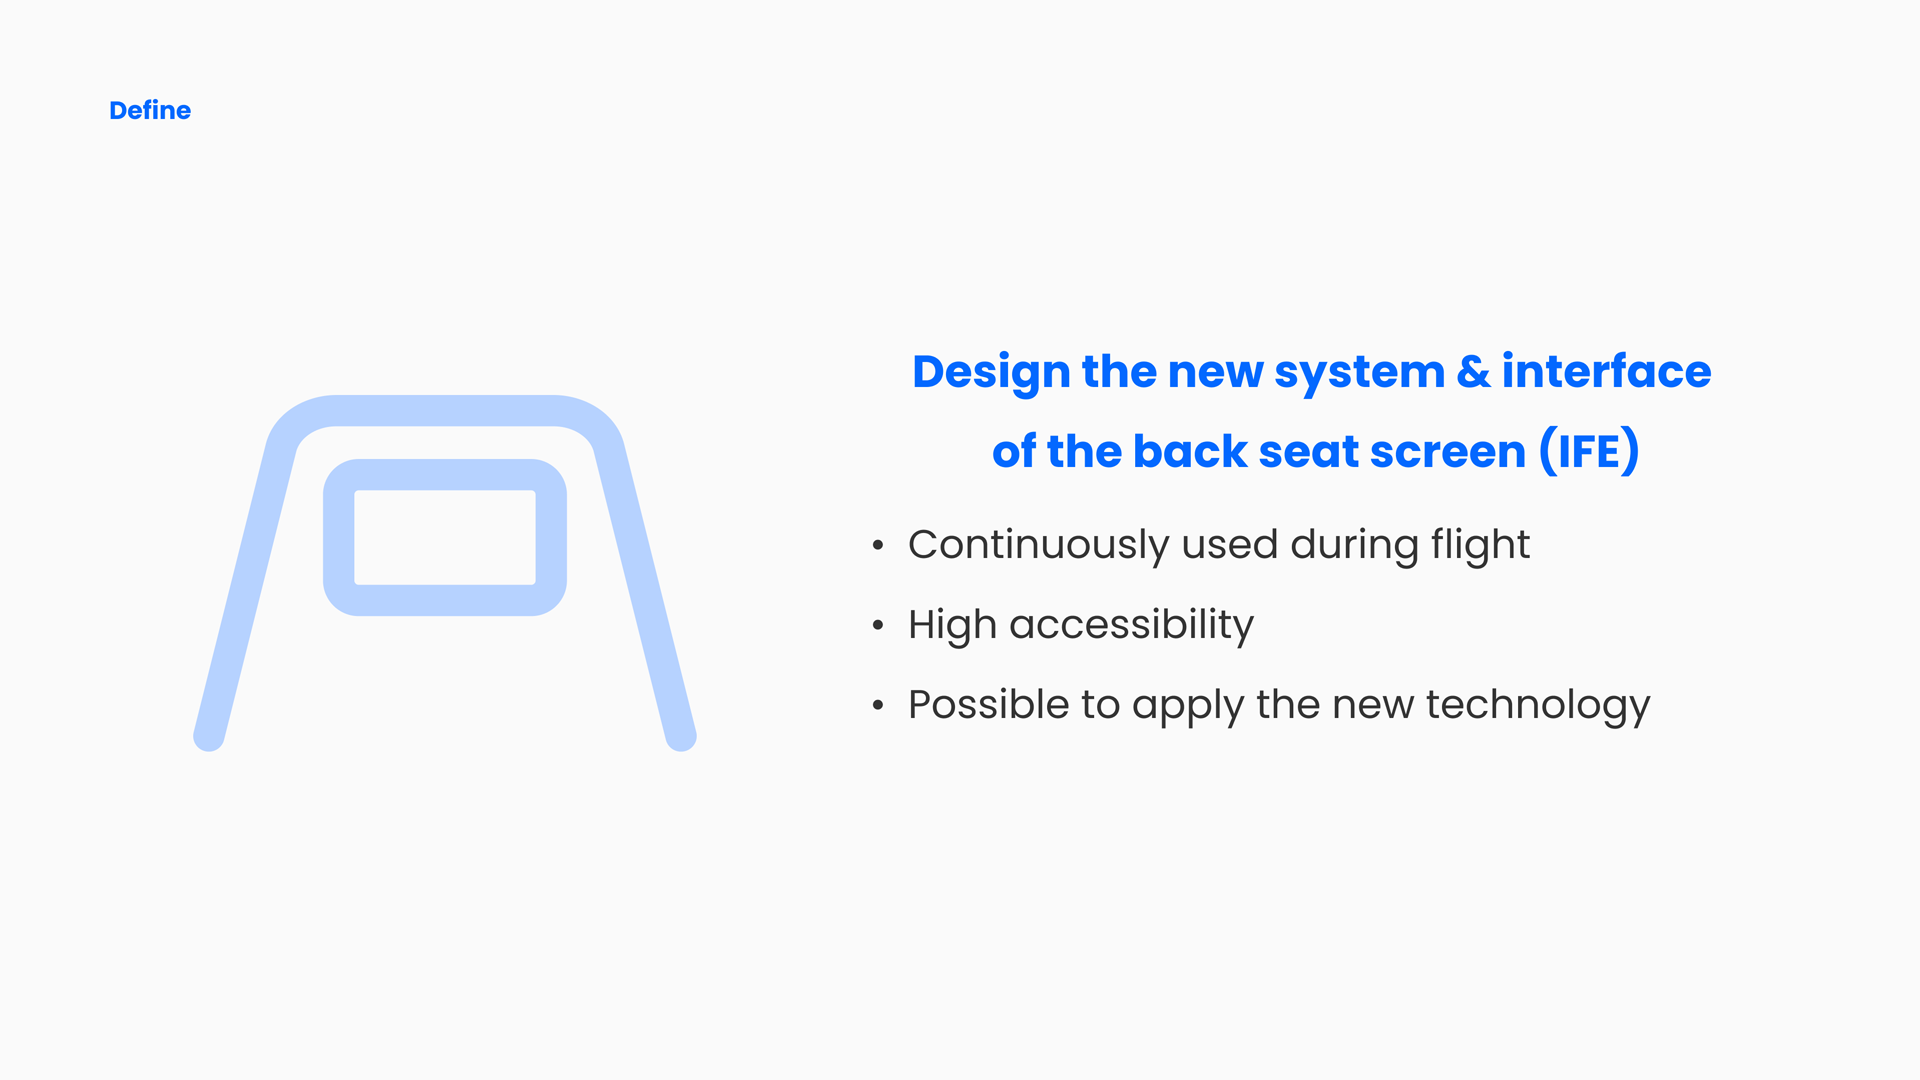 Define
Design the new system & interface
of the back seat screen (IFE)
• Continuously used during flight
• High accessibility
• Possible to apply the new technology